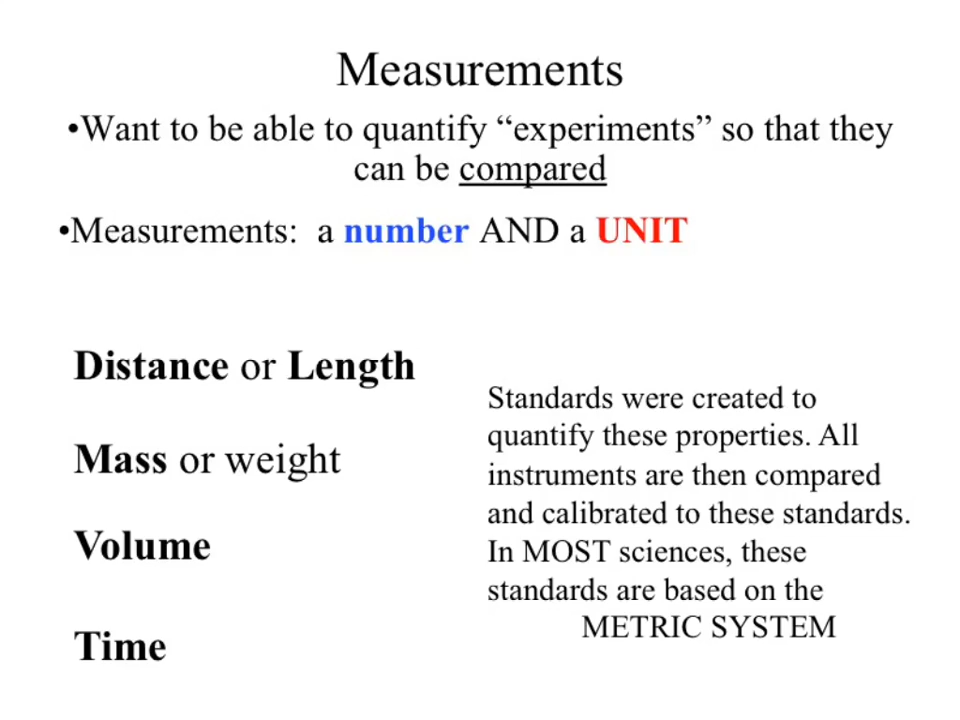 Measurements
•Want to be able to quantify “experiments” so that they
can be compared
•Measurements:  a number AND a UNIT
Distance or Length
Mass or weight
Volume
Time
Standards were created to
quantify these properties. All
instruments are then compared
and calibrated to these standards.
In MOST sciences, these
standards are based on the
METRIC SYSTEM